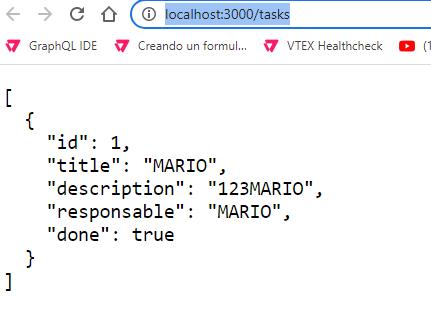 localhost:3000/tasks
GraphQL IDE Creando un formul... VTEX Healthcheck (1
[
{
"id": 1,
"title": "MARIO",
"description": "123MARIO",
"responsable": "MARIO",
"done": true
}
]